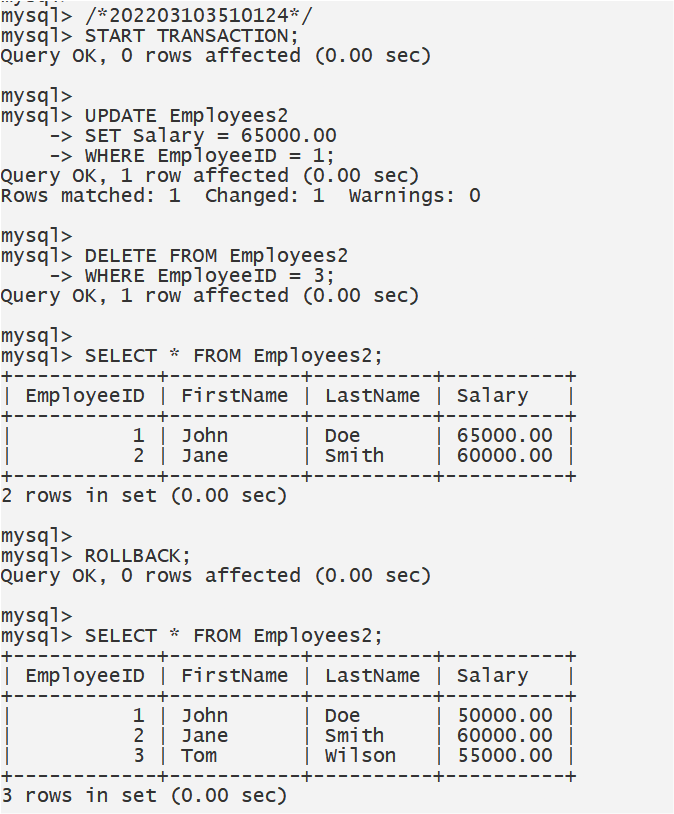 mysql> /*202203103510124*/
mysql> START TRANSACTION;
Query OK, 0 rows affected (0.00 sec)
mysql>
mysql> UPDATE Employees2
    -> SET Salary = 65000.00
    -> WHERE EmployeeID = 1;
Query OK, 1 row affected (0.00 sec)
Rows matched: 1  Changed: 1  Warnings: 0
mysql>
mysql> DELETE FROM Employees2
    -> WHERE EmployeeID = 3;
Query OK, 1 row affected (0.00 sec)
mysql>
mysql> SELECT * FROM Employees2;
+------------+-----------+----------+----------+
| EmployeeID | FirstName | LastName | Salary   |
+------------+-----------+----------+----------+
|          1 | John      | Doe      | 65000.00 |
|          2 | Jane      | Smith    | 60000.00 |
+------------+-----------+----------+----------+
2 rows in set (0.00 sec)
mysql>
mysql> ROLLBACK;
Query OK, 0 rows affected (0.00 sec)
mysql>
mysql> SELECT * FROM Employees2;
+------------+-----------+----------+----------+
| EmployeeID | FirstName | LastName | Salary   |
+------------+-----------+----------+----------+
|          1 | John      | Doe      | 50000.00 |
|          2 | Jane      | Smith    | 60000.00 |
|          3 | Tom       | Wilson   | 55000.00 |
+------------+-----------+----------+----------+
3 rows in set (0.00 sec)